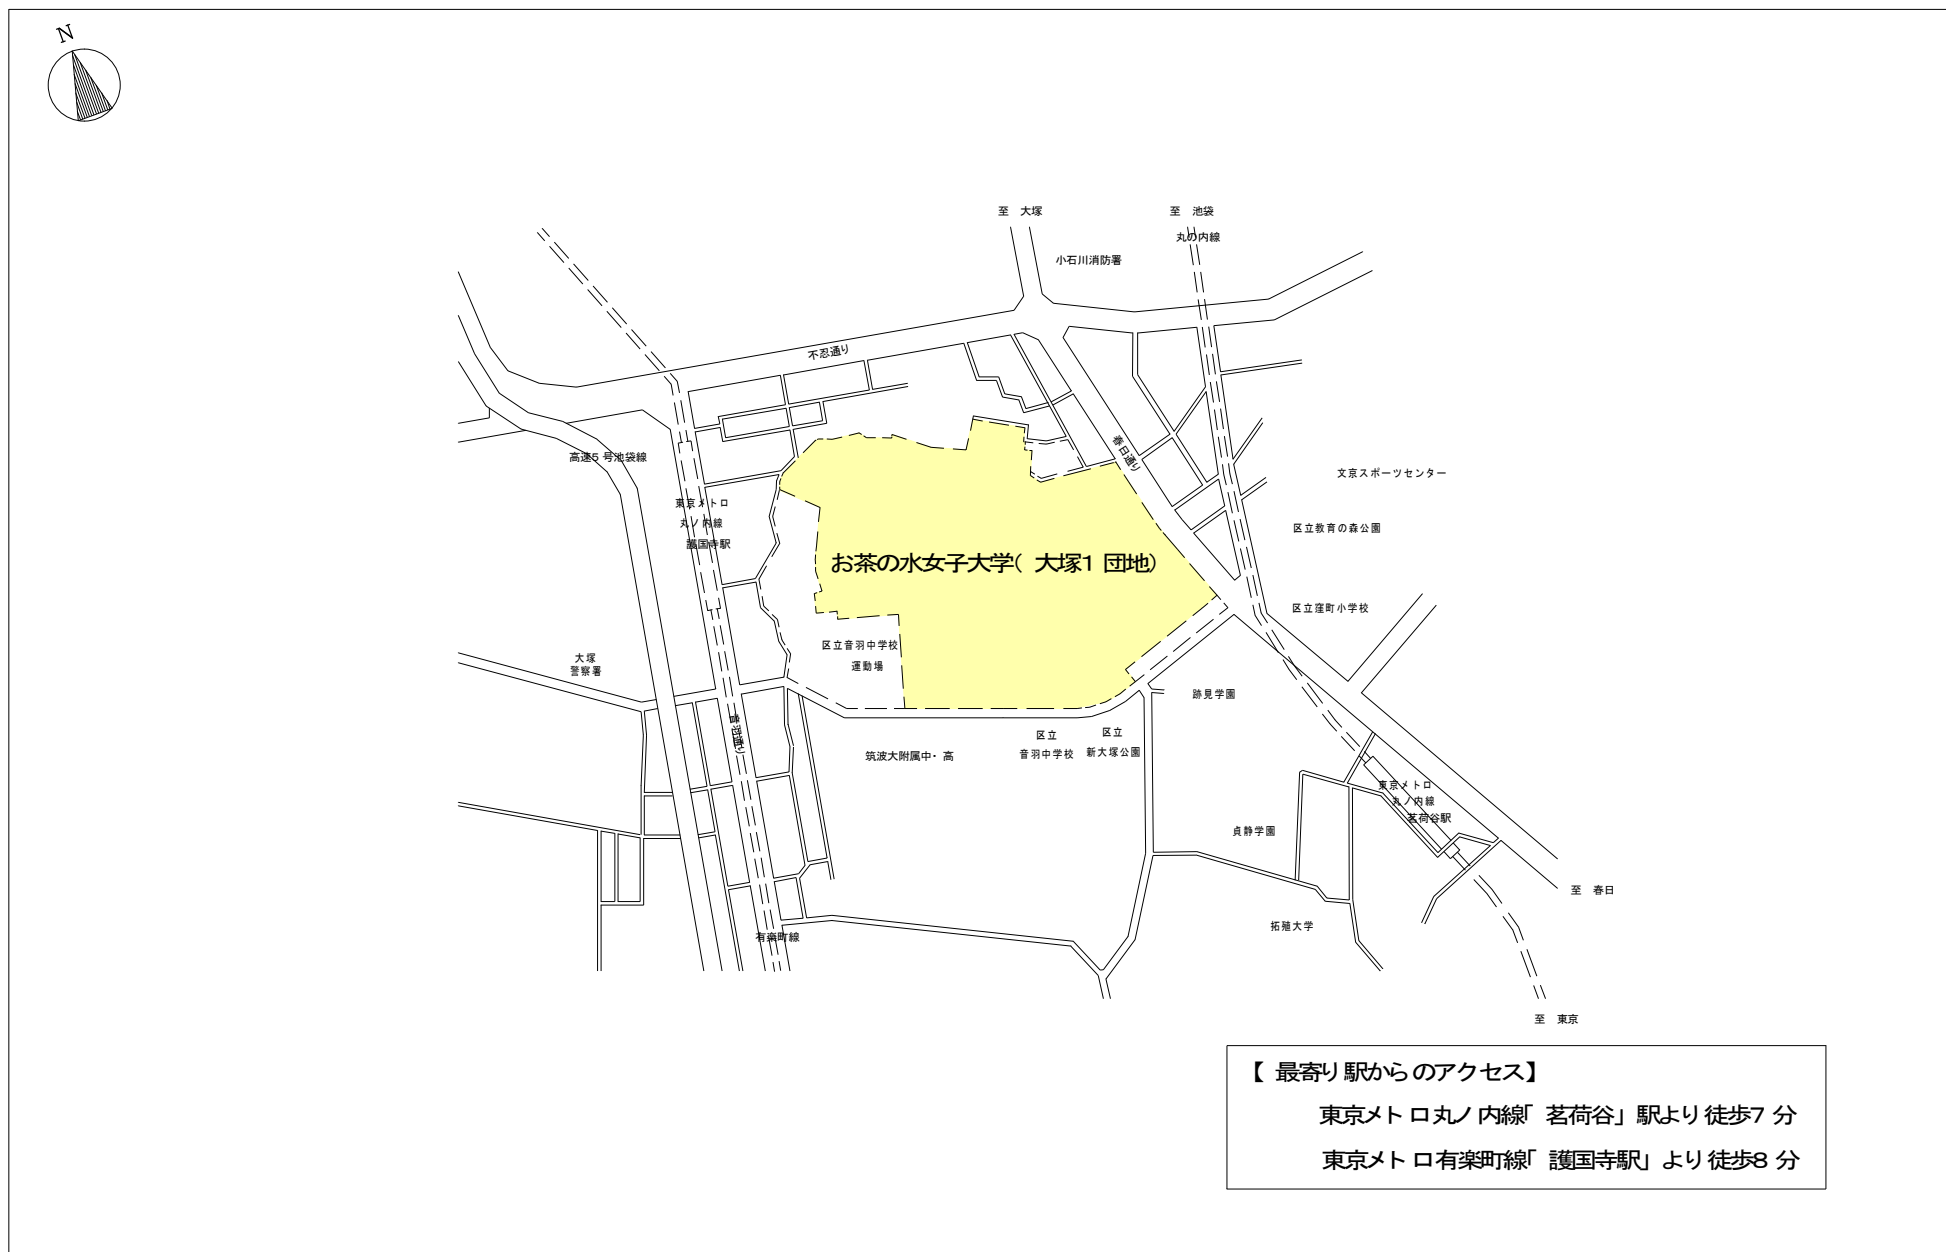 N
至 大塚
至 池袋
丸の内線
小石川消防署
不忍通り
春日通り
高速5号池袋線
文京スポーツセンター
東京メトロ
丸ノ内線
護国寺駅
区立教育の森公園
お茶の水女子大学(大塚1団地)
区立窪町小学校
区立音羽中学校
運動場
大塚
警察署
跡見学園
音羽通り
区立
音羽中学校
区立
新大塚公園
筑波大附属中・高
東京メトロ
丸ノ内線
茗荷谷駅
貞静学園
至 春日
拓殖大学
有楽町線
至 東京
【最寄り駅からのアクセス】
東京メトロ丸ノ内線「茗荷谷」駅より徒歩7分
東京メトロ有楽町線「護国寺駅」より徒歩8分